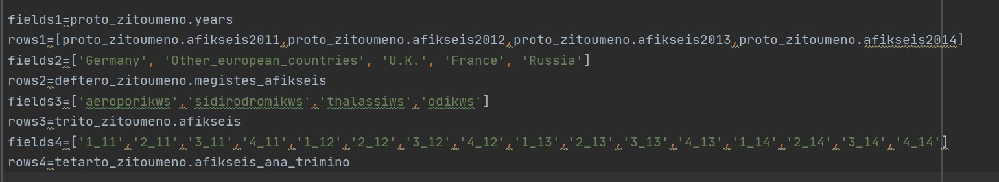 fields1=proto_zitoumeno.years
rows1=[proto_zitoumeno.afikseis2011,proto_zitoumeno.afikseis2012,proto_zitoumeno.afikseis2013,proto_zitoumeno.afikseis2014]
fields2=['Germany', 'Other_european_countries', 'U.K.', 'France', 'Russia']
rows2=deftero_zitoumeno.megistes_afikseis
fields3=['aeroporikws','sidirodromikws','thalassiws','odikws']
rows3=trito_zitoumeno.afikseis
fields4=['1_11','2_11','3_11','4_11','1_12','2_12','3_12','4_12','1_13','2_13','3_13','4_13','1_14','2_14','3_14','4_14']
rows4=tetarto_zitoumeno.afikseis_ana_trimino